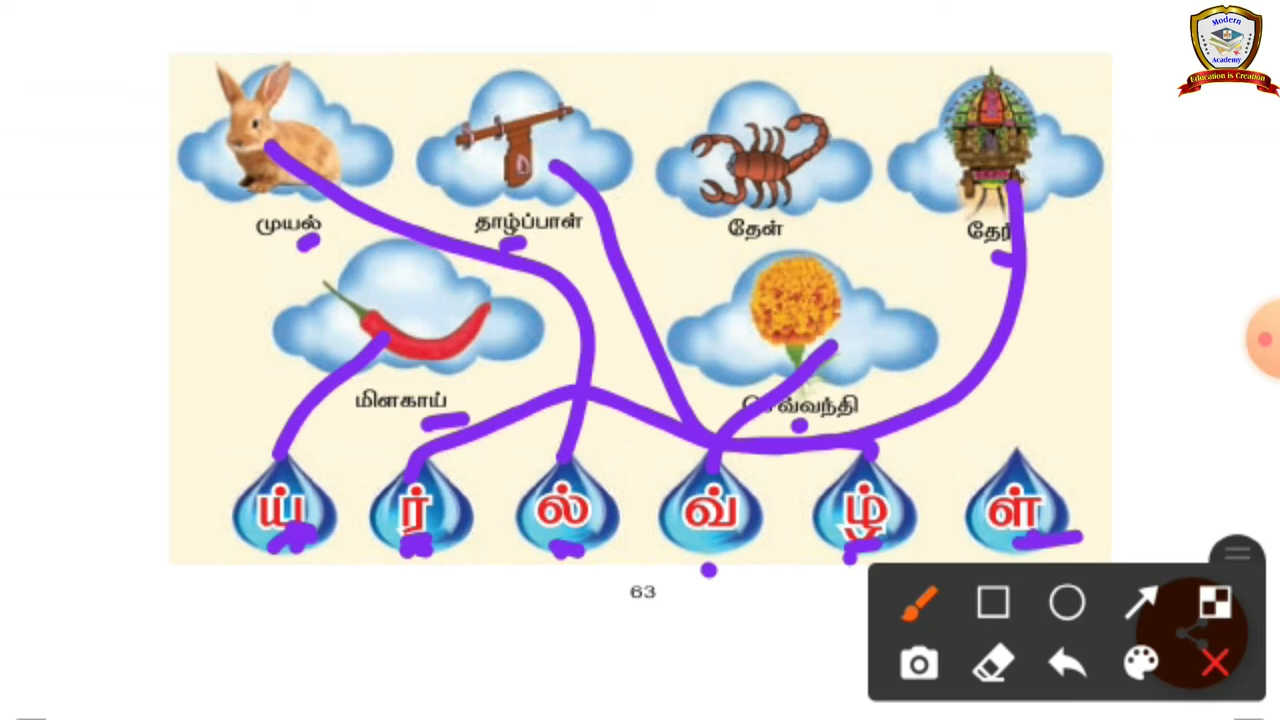 Modern
Academy
Education is Creation
முயல்
தாழ்ப்பாள்
தேள்
தேர்
மிளகாய்
செவ்வந்தி
ய்
ர்
ல்
வ்
ழ்
ள்
63